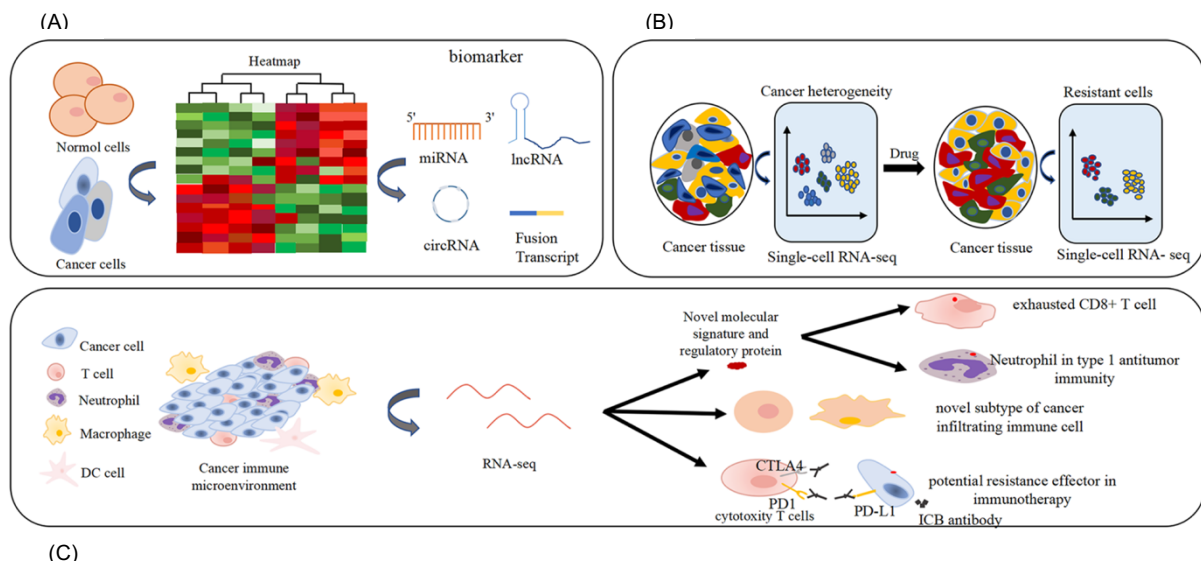 (A)
Heatmap
biomarker
Normol cells
Cancer cells
5'
3'
miRNA
lncRNA
circRNA
Fusion
Transcript
(B)
Cancer heterogeneity
Cancer tissue
Single-cell RNA-seq
Drug
Resistant cells
Cancer tissue
Single-cell RNA- seq
Cancer cell
T cell
Neutrophil
Macrophage
DC cell
Cancer immune
microenvironment
RNA-seq
Novel molecular
signature and
regulatory protein
exhausted CD8+ T cell
Neutrophil in type 1 antitumor
immunity
novel subtype of cancer
infiltrating immune cell
CTLA4
PD1
cytotoxity T cells
PD-L1
potential resistance effector in
immunotherapy
ICB antibody
(C)